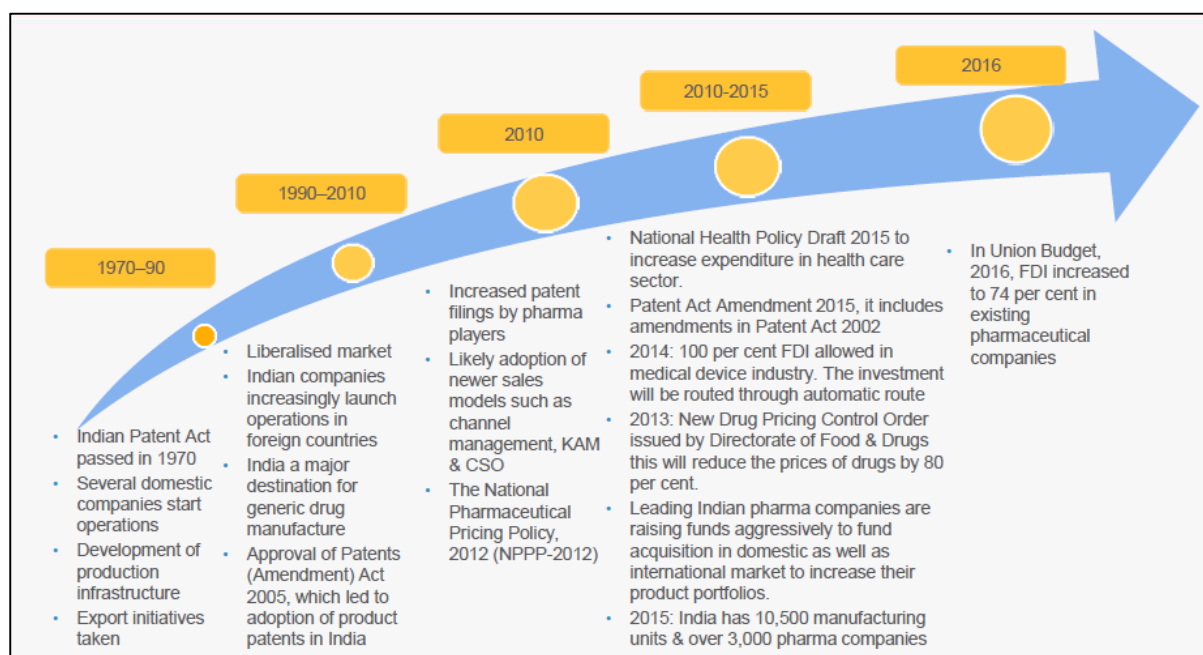 1970–90
• Indian Patent Act
passed in 1970
• Several domestic
companies start
operations
• Development of
production
infrastructure
• Export initiatives
taken
1990–2010
• Liberalised market
• Indian companies
increasingly launch
operations in
foreign countries
• India a major
destination for
generic drug
manufacture
• Approval of Patents
(Amendment) Act
2005, which led to
adoption of product
patents in India
2010
• Increased patent
filings by pharma
players
• Likely adoption of
newer sales
models such as
channel
management, KAM
& CSO
• The National
Pharmaceutical
Pricing Policy,
2012 (NPPP-2012)
2010-2015
• National Health Policy Draft 2015 to
increase expenditure in health care
sector.
• Patent Act Amendment 2015, it includes
amendments in Patent Act 2002
• 2014: 100 per cent FDI allowed in
medical device industry. The investment
will be routed through automatic route
• 2013: New Drug Pricing Control Order
issued by Directorate of Food & Drugs
this will reduce the prices of drugs by 80
per cent.
• Leading Indian pharma companies are
raising funds aggressively to fund
acquisition in domestic as well as
international market to increase their
product portfolios.
• 2015: India has 10,500 manufacturing
units & over 3,000 pharma companies
2016
• In Union Budget,
2016, FDI increased
to 74 per cent in
existing
pharmaceutical
companies